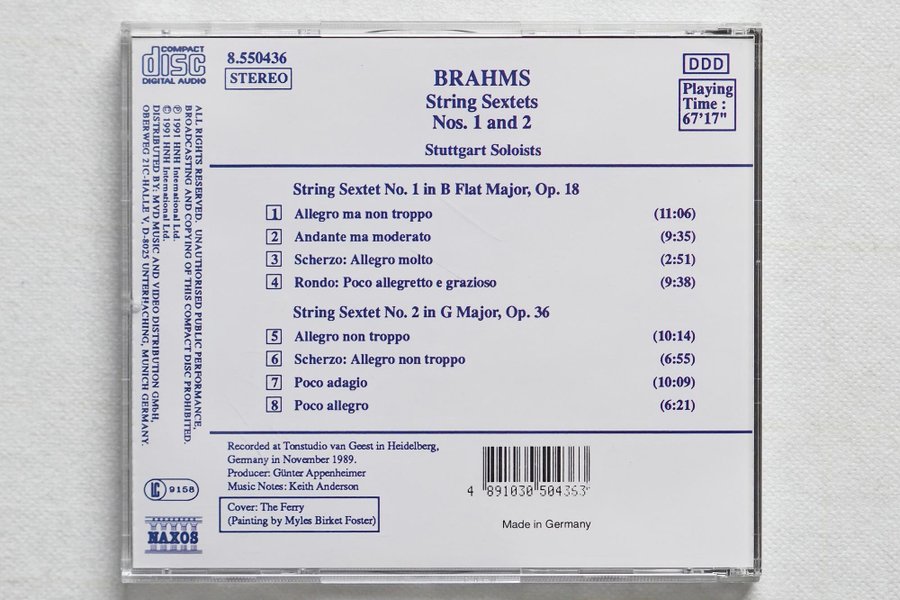 COMPACT
disc
DIGITAL AUDIO
8.550436
STEREO
BRAHMS
String Sextets
Nos. 1 and 2
Stuttgart Soloists
DDD
Playing
Time :
67'17"
String Sextet No. 1 in B Flat Major, Op. 18
1 Allegro ma non troppo (11:06)
2 Andante ma moderato (9:35)
3 Scherzo: Allegro molto (2:51)
4 Rondo: Poco allegretto e grazioso (9:38)
String Sextet No. 2 in G Major, Op. 36
5 Allegro non troppo (10:14)
6 Scherzo: Allegro non troppo (6:55)
7 Poco adagio (10:09)
8 Poco allegro (6:21)
ALL RIGHTS RESERVED. UNAUTHORISED PUBLIC PERFORMANCE,
BROADCASTING AND COPYING OF THIS COMPACT DISC PROHIBITED.
℗ 1991 HNH International Ltd.
© 1991 HNH International Ltd.
DISTRIBUTED BY: MVD MUSIC AND VIDEO DISTRIBUTION GMbH,
OBERWEG 21C-HALLE V, D-8025 UNTERHACHING, MUNICH GERMANY.
LC 9158
NAXOS
Recorded at Tonstudio van Geest in Heidelberg,
Germany in November 1989.
Producer: Günter Appenheimer
Music Notes: Keith Anderson
Cover: The Ferry
(Painting by Myles Birket Foster)
4 891030 504363
Made in Germany